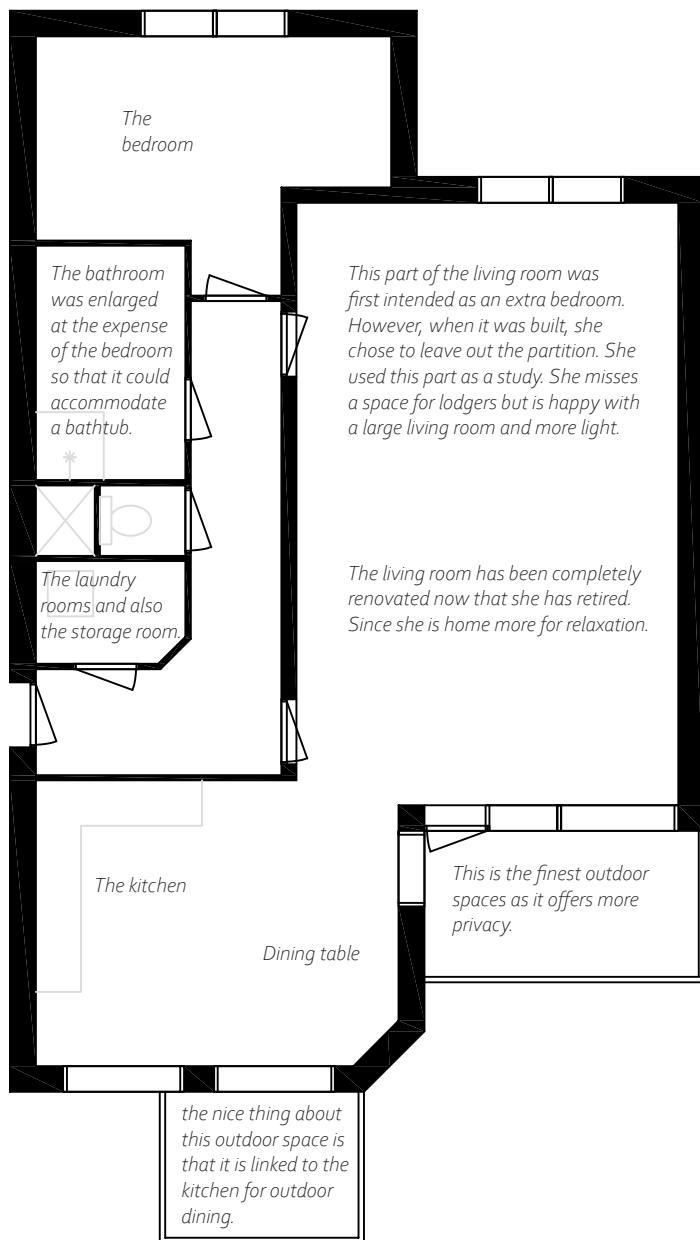 The
bedroom
The bathroom
was enlarged
at the expense
of the bedroom
so that it could
accommodate
a bathtub.
This part of the living room was
first intended as an extra bedroom.
However, when it was built, she
chose to leave out the partition. She
used this part as a study. She misses
a space for lodgers but is happy with
a large living room and more light.
The laundry
rooms and also
the storage room.
The living room has been completely
renovated now that she has retired.
Since she is home more for relaxation.
The kitchen
Dining table
This is the finest outdoor
spaces as it offers more
privacy.
the nice thing about
this outdoor space is
that it is linked to the
kitchen for outdoor
dining.